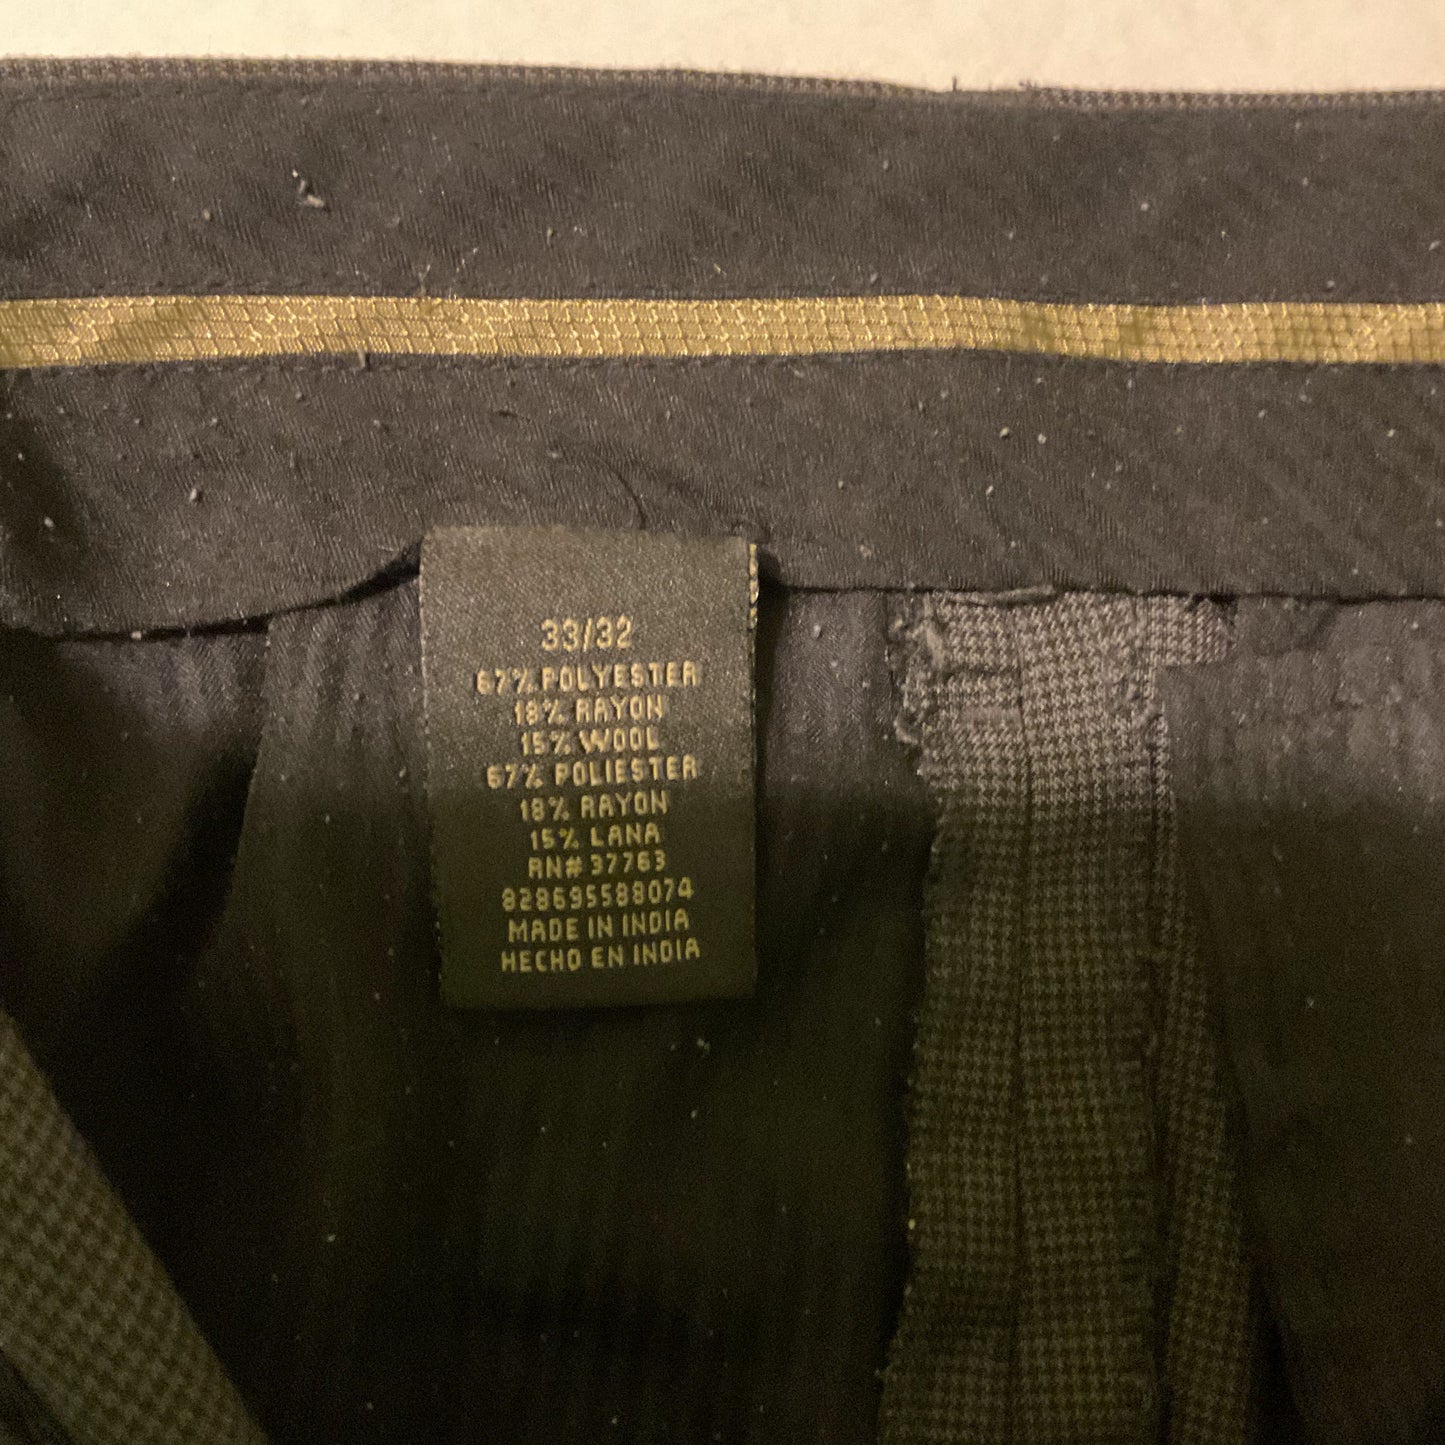 33/32
67% POLYESTER
18% RAYON
15% WOOL
67% POLIESTER
18% RAYON
15% LANA
RN# 37763
828695588074
MADE IN INDIA
HECHO EN INDIA